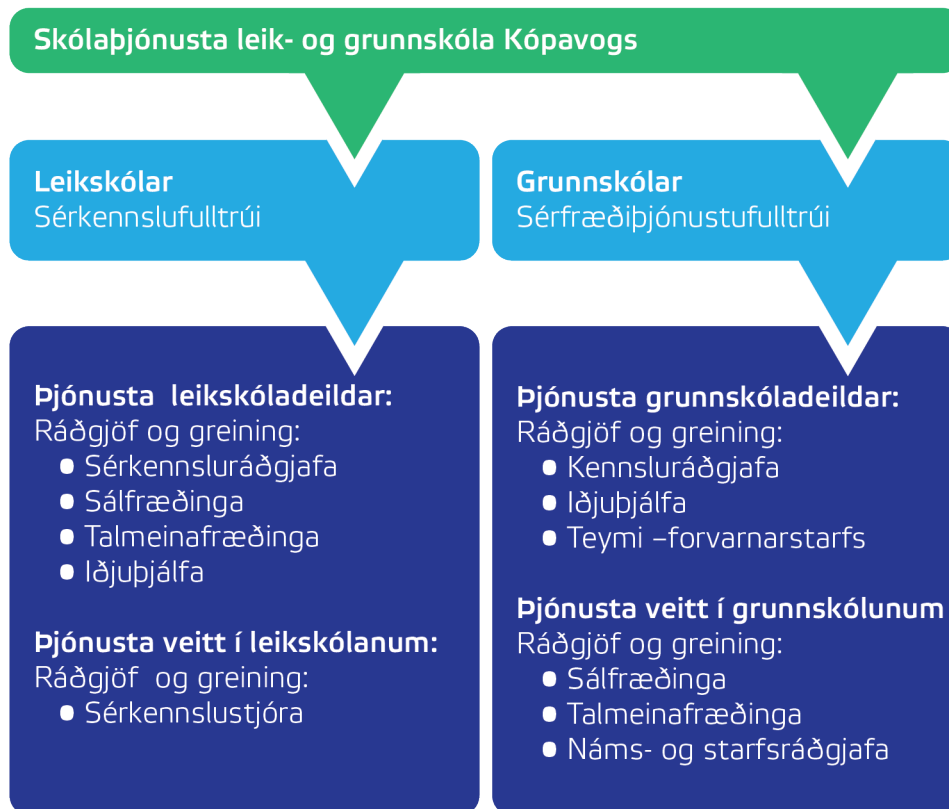 Skólaþjónusta leik- og grunnskóla Kópavogs
Leikskólar
Sérkennslufulltrúi
Þjónusta leikskóladeildar:
Ráðgjöf og greining:
• Sérkennsluráðgjafa
• Sálfræðinga
• Talmeinafræðinga
• Iðjuþjálfa
Þjónusta veitt í leikskólanum:
Ráðgjöf og greining:
• Sérkennslustjóra
Grunnskólar
Sérfræðiþjónustufulltrúi
Þjónusta grunnskóladeildar:
Ráðgjöf og greining:
• Kennsluráðgjafa
• Iðjuþjálfa
• Teymi –forvarnarstarfs
Þjónusta veitt í grunnskólunum
Ráðgjöf og greining:
• Sálfræðinga
• Talmeinafræðinga
• Náms- og starfsráðgjafa